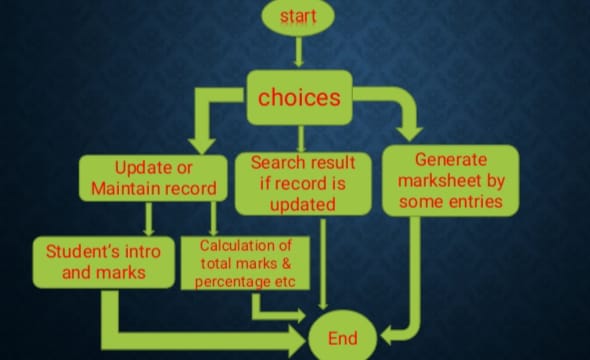 start
choices
Update or
Maintain record
Search result
if record is
updated
Generate
marksheet by
some entries
Student's intro
and marks
Calculation of
total marks &
percentage etc
End